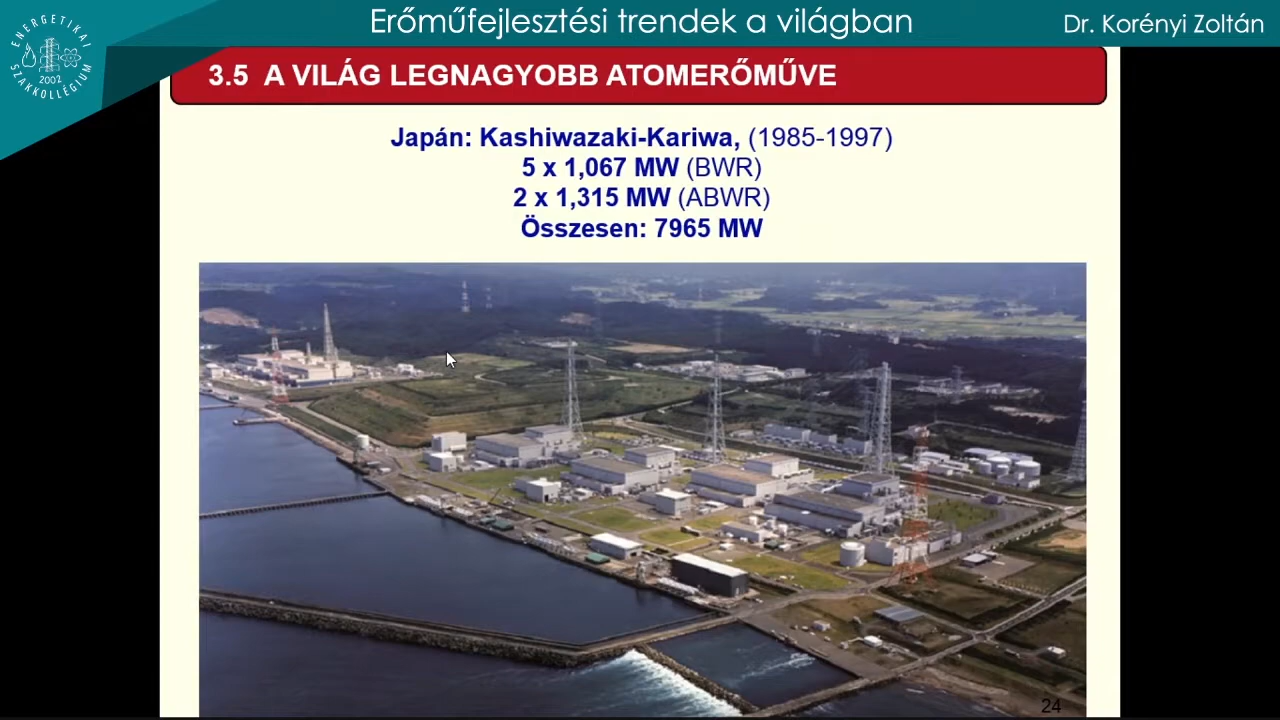 ENERGETIKAI
SZAKKOLLÉGIUM
2002
Erőműfejlesztési trendek a világban
Dr. Korényi Zoltán
3.5 A VILÁG LEGNAGYOBB ATOMERŐMŰVE
Japán: Kashiwazaki-Kariwa, (1985-1997)
5 x 1,067 MW (BWR)
2 x 1,315 MW (ABWR)
Összesen: 7965 MW
24